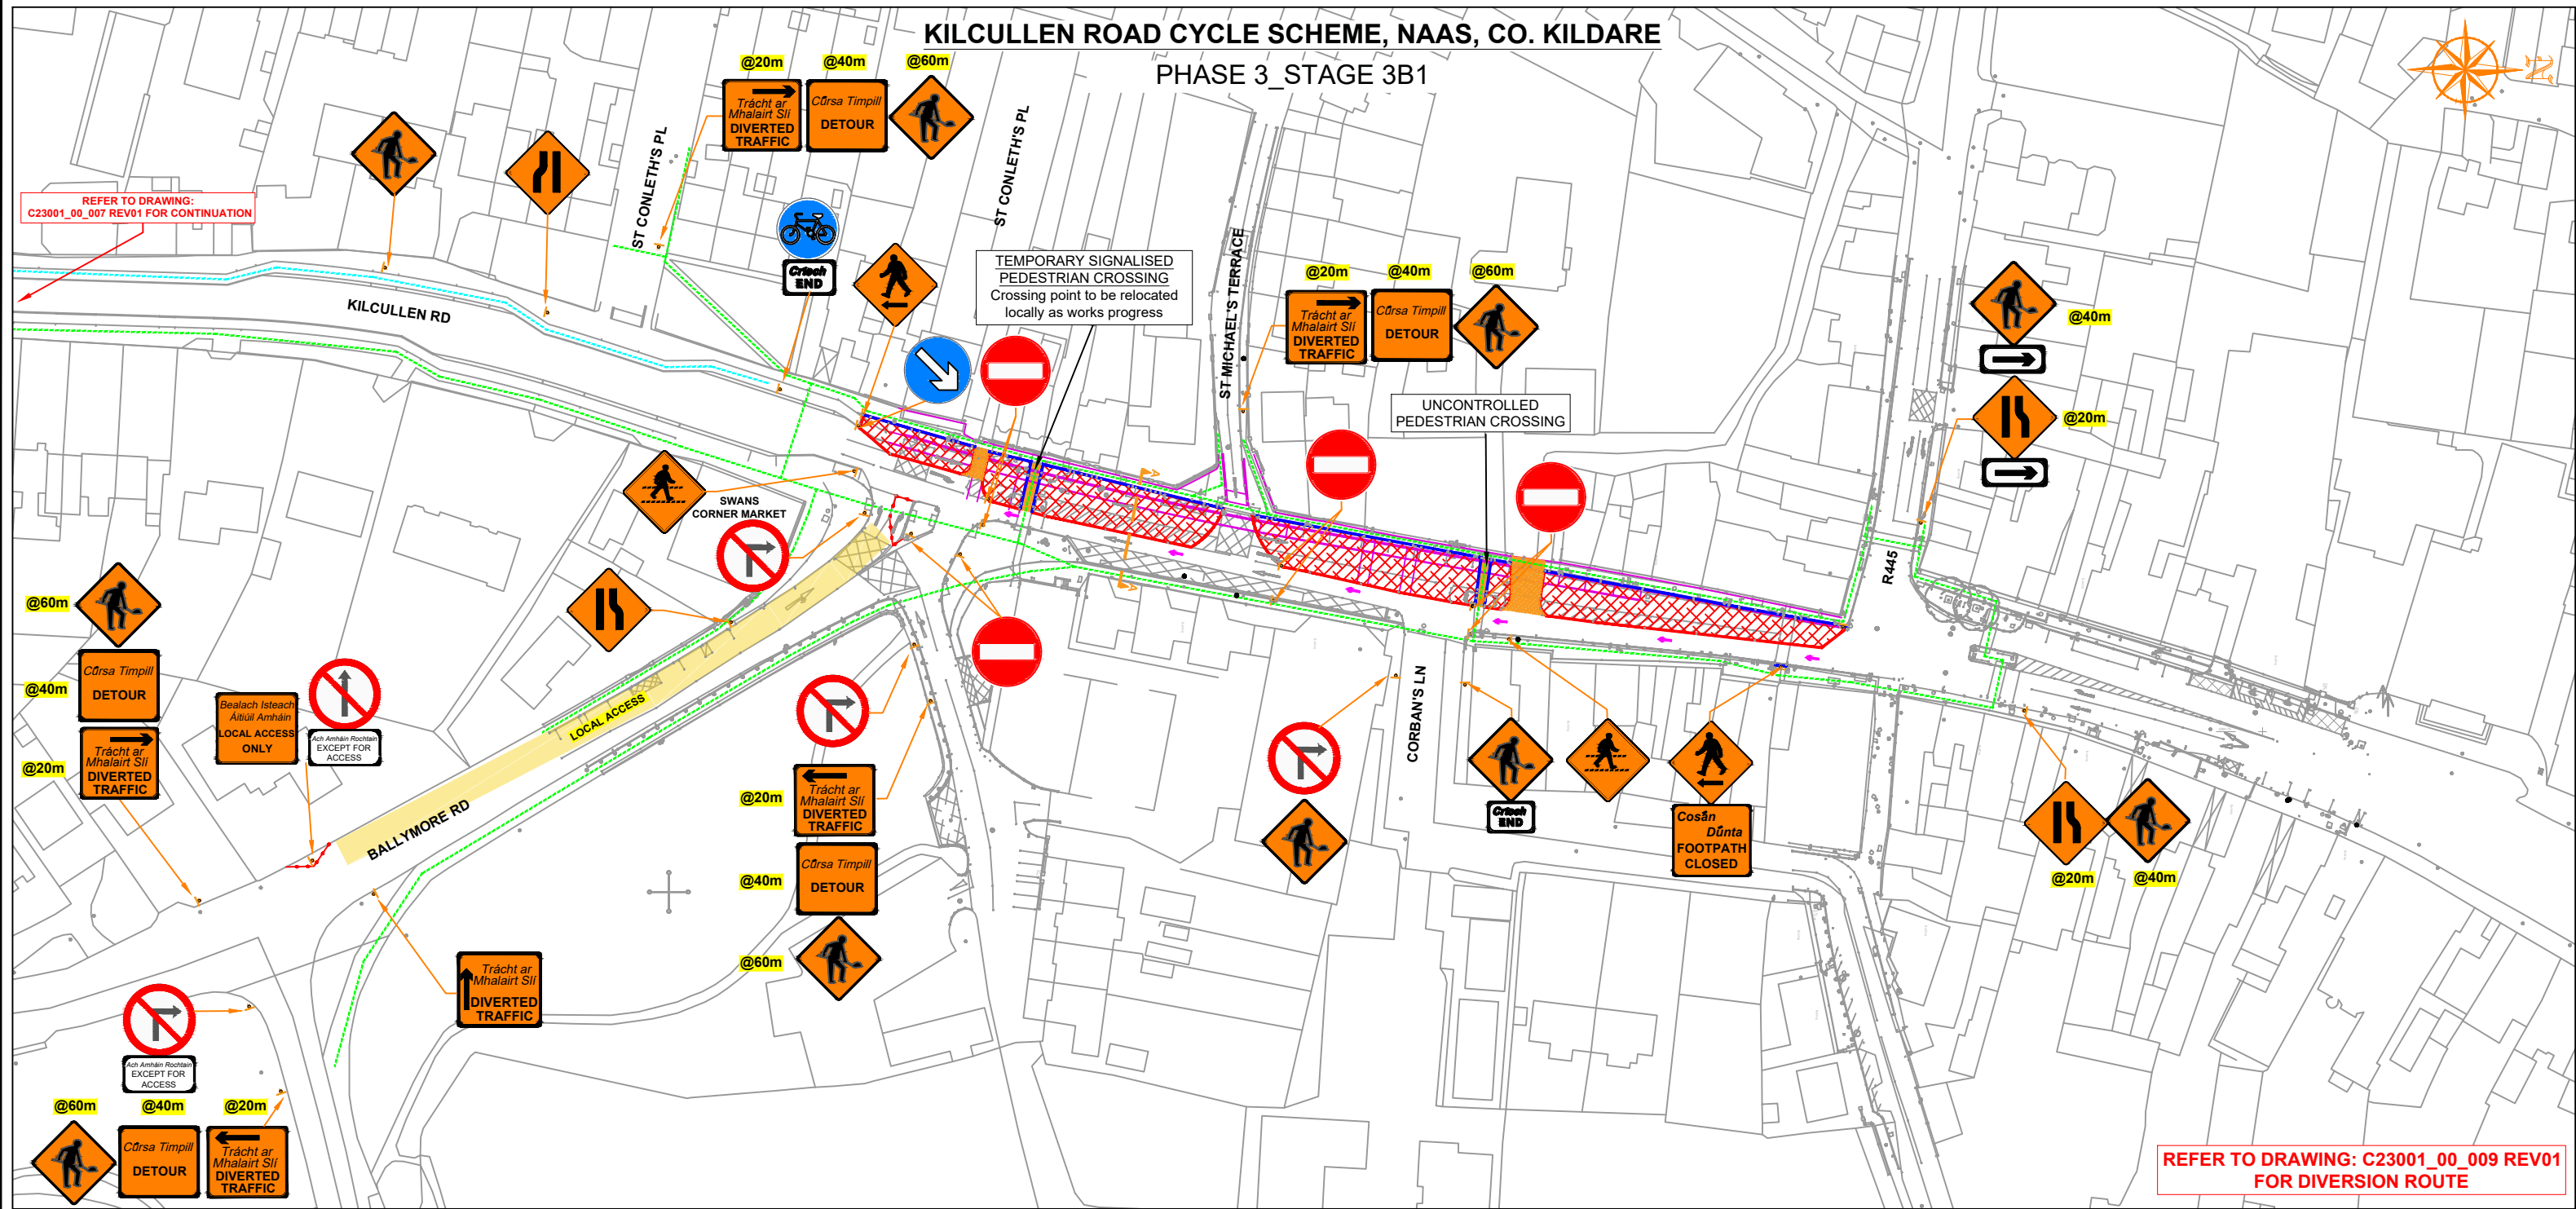 KILCULLEN ROAD CYCLE SCHEME, NAAS, CO. KILDARE
PHASE 3_STAGE 3B1
@20m
@40m
@60m
Trácht ar
Mhalairt Slí
DIVERTED
TRAFFIC
Cúrsa Timpill
DETOUR
REFER TO DRAWING:
C23001_00_007 REV01 FOR CONTINUATION
ST CONLETH'S PL
ST CONLETH'S PL
Críoch
END
TEMPORARY SIGNALISED
PEDESTRIAN CROSSING
Crossing point to be relocated
locally as works progress
ST MICHAEL'S TERRACE
@20m
@40m
@60m
Trácht ar
Mhalairt Slí
DIVERTED
TRAFFIC
Cúrsa Timpill
DETOUR
@40m
@20m
KILCULLEN RD
UNCONTROLLED
PEDESTRIAN CROSSING
SWANS
CORNER MARKET
A
A
R445
@60m
@40m
Cúrsa Timpill
DETOUR
@20m
Trácht ar
Mhalairt Slí
DIVERTED
TRAFFIC
Bealach Isteach
Áitiúil Amháin
LOCAL ACCESS
ONLY
Ach Amháin Rochtain
EXCEPT FOR
ACCESS
LOCAL ACCESS
BALLYMORE RD
@20m
Trácht ar
Mhalairt Slí
DIVERTED
TRAFFIC
@40m
Cúrsa Timpill
DETOUR
@60m
CORBAN'S LN
Críoch
END
Cosán
Dúnta
FOOTPATH
CLOSED
@20m
@40m
Trácht ar
Mhalairt Slí
DIVERTED
TRAFFIC
Ach Amháin Rochtain
EXCEPT FOR
ACCESS
@60m
@40m
@20m
Cúrsa Timpill
DETOUR
Trácht ar
Mhalairt Slí
DIVERTED
TRAFFIC
REFER TO DRAWING: C23001_00_009 REV01
FOR DIVERSION ROUTE